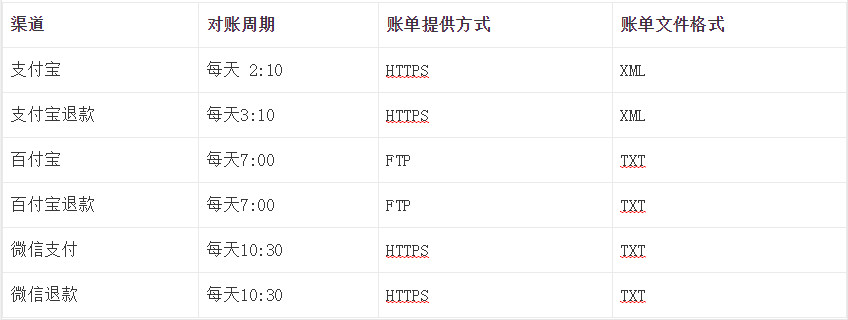 渠道 对账周期 账单提供方式 账单文件格式
支付宝 每天 2:10 HTTPS XML
支付宝退款 每天3:10 HTTPS XML
百付宝 每天7:00 FTP TXT
百付宝退款 每天7:00 FTP TXT
微信支付 每天10:30 HTTPS TXT
微信退款 每天10:30 HTTPS TXT